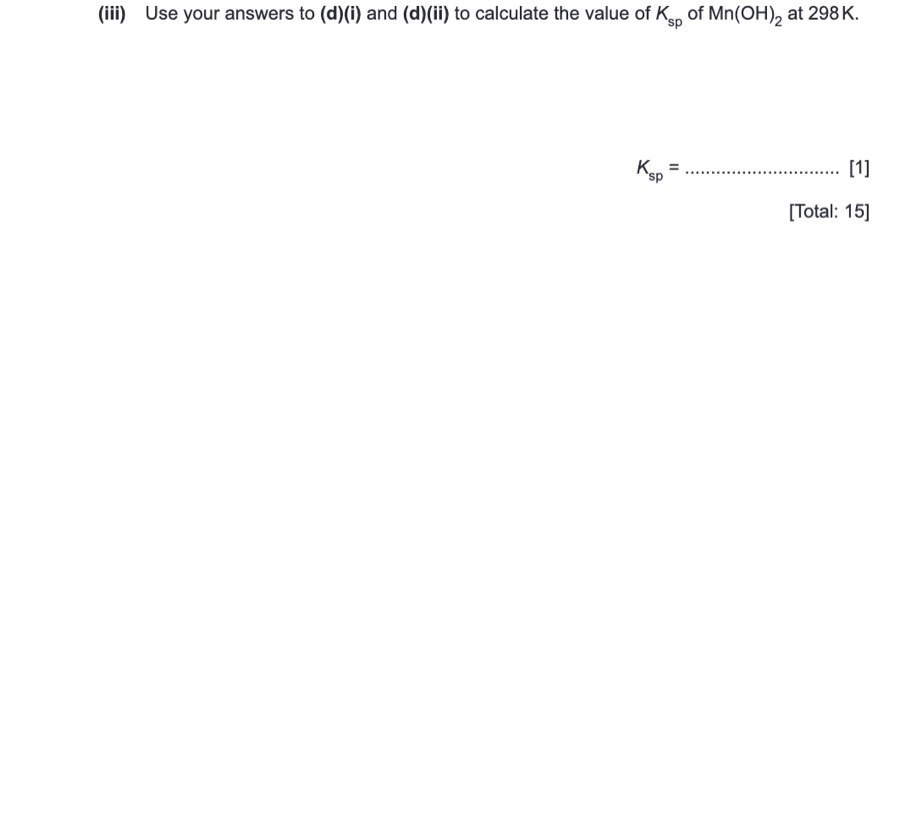 (iii) Use your answers to (d)(i) and (d)(ii) to calculate the value of Ksp of Mn(OH)2 at 298 K.
Ksp = ............................... [1]
[Total: 15]